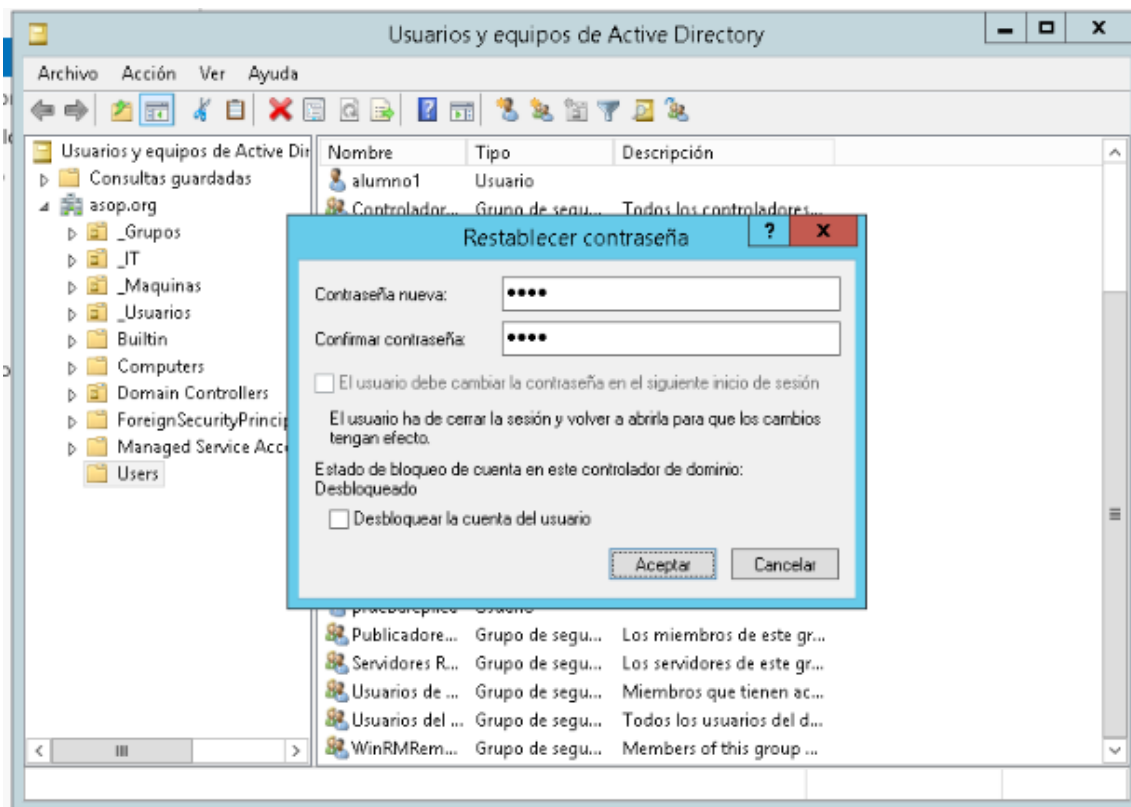 Usuarios y equipos de Active Directory
Archivo Acción Ver Ayuda
Usuarios y equipos de Active Dir
Consultas guardadas
asop.org
_Grupos
_IT
_Maquinas
_Usuarios
Builtin
Computers
Domain Controllers
ForeignSecurityPrincip
Managed Service Acc
Users
Nombre Tipo Descripción
alumno1 Usuario
Controlador... Grupo de segu... Todos los controladores...
Restablecer contraseña
Contraseña nueva:
Confirmar contraseña:
El usuario debe cambiar la contraseña en el siguiente inicio de sesión
El usuario ha de cerrar la sesión y volver a abrirla para que los cambios
tengan efecto.
Estado de bloqueo de cuenta en este controlador de dominio:
Desbloqueado
Desbloquear la cuenta del usuario
Aceptar Cancelar
Publicadore... Grupo de segu... Los miembros de este gr...
Servidores R... Grupo de segu... Los servidores de este gr...
Usuarios de ... Grupo de segu... Miembros que tienen ac...
Usuarios del ... Grupo de segu... Todos los usuarios del d...
WinRMRem... Grupo de segu... Members of this group ...